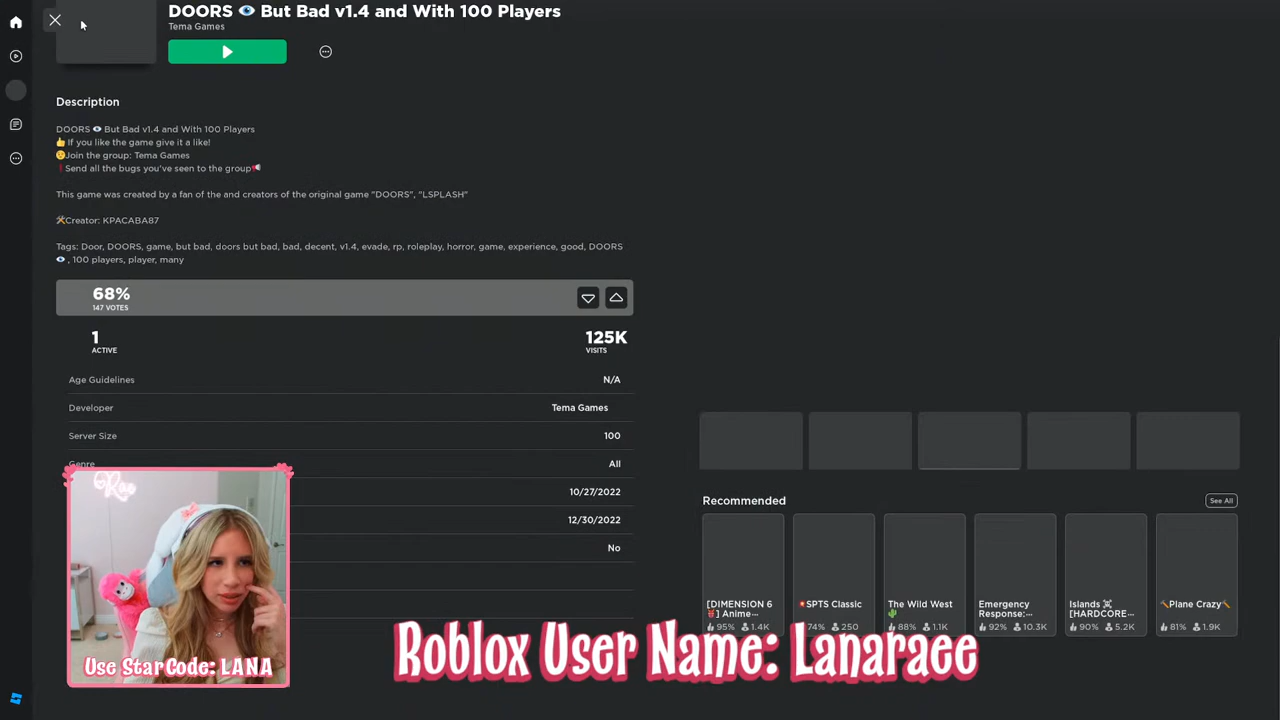 DOORS 👁 But Bad v1.4 and With 100 Players
Tema Games
Description
DOORS 👁 But Bad v1.4 and With 100 Players
👍 If you like the game give it a like!
Join the group: Tema Games
❗Send all the bugs you've seen to the group📢
This game was created by a fan of the and creators of the original game "DOORS", "LSPLASH"
🛠Creator: KPACABA87
Tags: Door, DOORS, game, but bad, doors but bad, bad, decent, v1.4, evade, rp, roleplay, horror, game, experience, good, DOORS
👁 , 100 players, player, many
68%
147 VOTES
1
ACTIVE
125K
VISITS
Age Guidelines N/A
Developer Tema Games
Server Size 100
Genre All
10/27/2022
12/30/2022
No
Recommended
See All
[DIMENSION 6
🎒] Anime...
95% 1.4K
💥SPTS Classic
74% 250
The Wild West
🌵
88% 1.1K
Emergency
Response:...
92% 10.3K
Islands ☠
[HARDCORE...
90% 5.2K
🔨Plane Crazy🔨
81% 1.9K
Rae
Use StarCode: LANA
Roblox User Name: Lanaraee